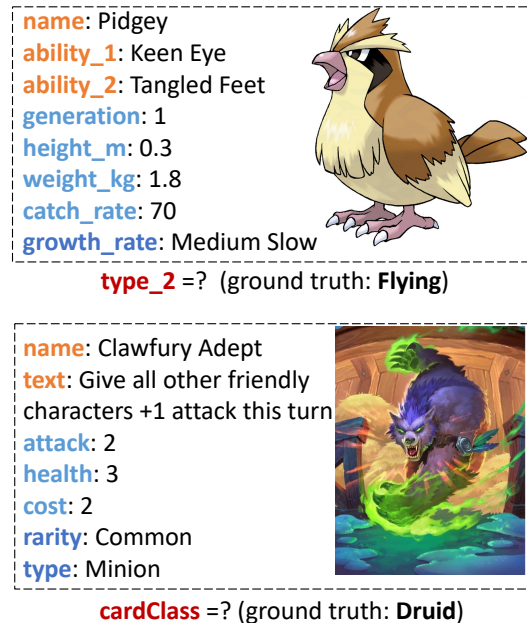 name: Pidgey
ability_1: Keen Eye
ability_2: Tangled Feet
generation: 1
height_m: 0.3
weight_kg: 1.8
catch_rate: 70
growth_rate: Medium Slow
type_2 =? (ground truth: Flying)
name: Clawfury Adept
text: Give all other friendly
characters +1 attack this turn
attack: 2
health: 3
cost: 2
rarity: Common
type: Minion
cardClass =? (ground truth: Druid)